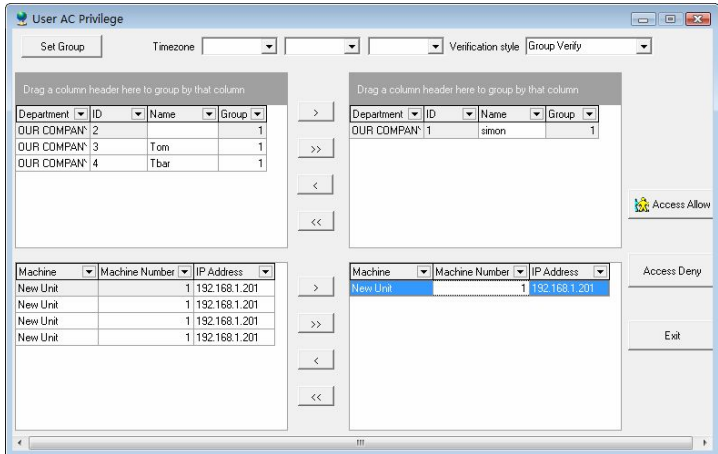 User AC Privilege
Set Group Timezone Verification style Group Verify
Drag a column header here to group by that column
Department ID Name Group
OUR COMPANY 2 1
OUR COMPANY 3 Tom 1
OUR COMPANY 4 Tbar 1
>
>>
<
<<
Drag a column header here to group by that column
Department ID Name Group
OUR COMPANY 1 simon 1
Access Allow
Access Deny
Exit
Machine Machine Number IP Address
New Unit 1 192.168.1.201
New Unit 1 192.168.1.201
New Unit 1 192.168.1.201
New Unit 1 192.168.1.201
>
>>
<
<<
Machine Machine Number IP Address
New Unit 1 192.168.1.201